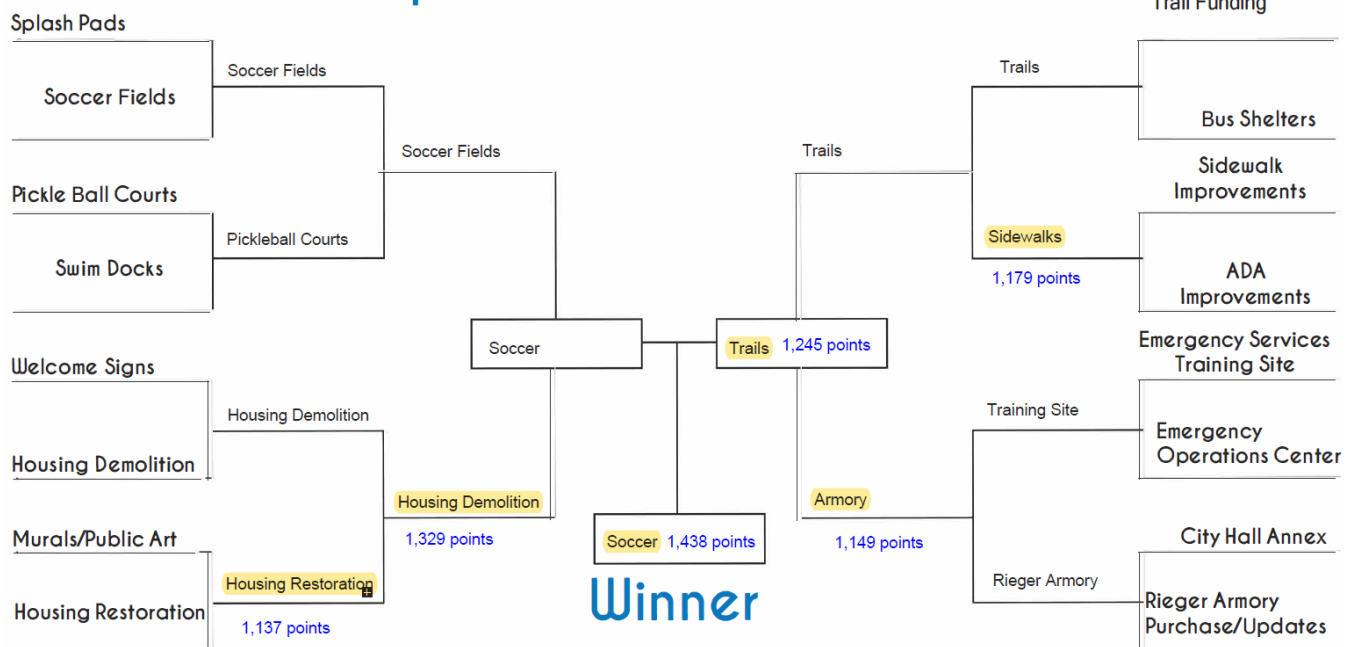 Splash Pads
Soccer Fields
Soccer Fields
Soccer Fields
Pickle Ball Courts
Pickleball Courts
Swim Docks
Welcome Signs
Housing Demolition
Housing Demolition
Housing Demolition
1,329 points
Murals/Public Art
Housing Restoration
Housing Restoration
1,137 points
Soccer
Soccer 1,438 points
Winner
Trails 1,245 points
Trail Funding
Trails
Bus Shelters
Trails
Sidewalk
Improvements
Sidewalks
1,179 points
ADA
Improvements
Emergency Services
Training Site
Training Site
Emergency
Operations Center
Armory
1,149 points
City Hall Annex
Rieger Armory
Rieger Armory
Purchase/Updates